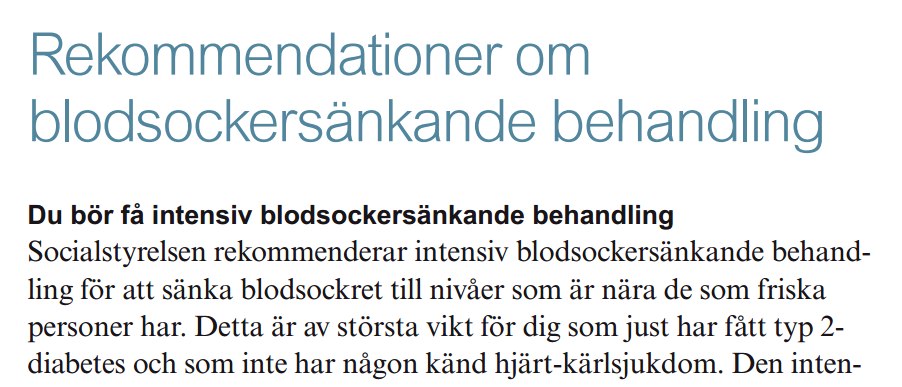 Rekommendationer om
blodsockersänkande behandling
Du bör få intensiv blodsockersänkande behandling
Socialstyrelsen rekommenderar intensiv blodsockersänkande behand-
ling för att sänka blodsockret till nivåer som är nära de som friska
personer har. Detta är av största vikt för dig som just har fått typ 2-
diabetes och som inte har någon känd hjärt-kärlsjukdom. Den inten-